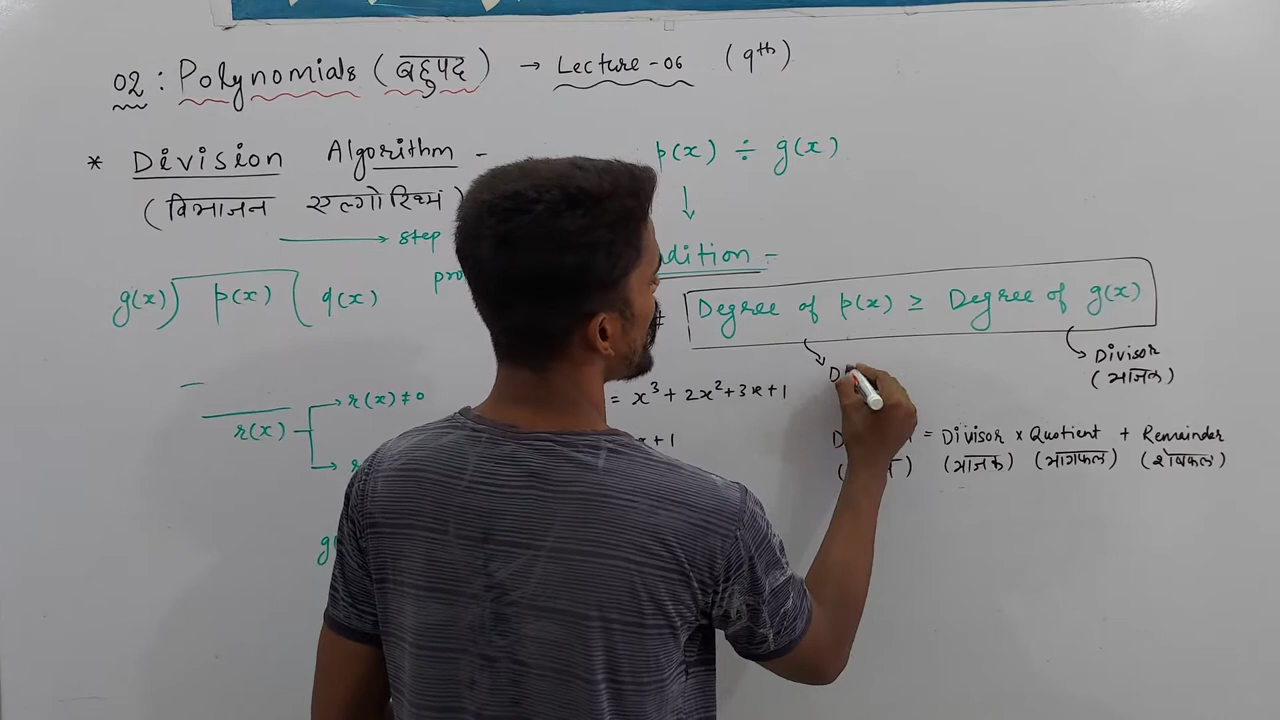 02 : Polynomials (बहुपद) → Lecture-06 (9th)
* Division Algorithm -
(विभाजन एल्गोरिथ्म)
→ step
p(x) ÷ g(x)
↓
-
# Degree of p(x) ≥ Degree of g(x)
Divisor
(भाजक)
g(x) ) p(x) ( q(x)
r(x) → r(x) ≠ 0
= x³ + 2x² + 3x + 1
x + 1
= Divisor × Quotient + Remainder
(भाजक) (भागफल) (शेषफल)